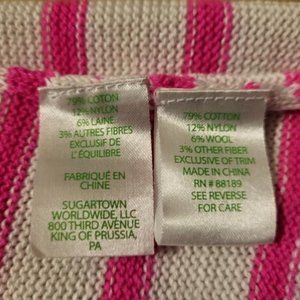 79% COTON
12% NYLON
6% LAINE
3% AUTRES FIBRES
EXCLUSIF DE
L'ÉQUILIBRE
FABRIQUÉ EN
CHINE
SUGARTOWN
WORLDWIDE, LLC
800 THIRD AVENUE
KING OF PRUSSIA,
PA
79% COTTON
12% NYLON
6% WOOL
3% OTHER FIBER
EXCLUSIVE OF TRIM
MADE IN CHINA
RN # 88189
SEE REVERSE
FOR CARE